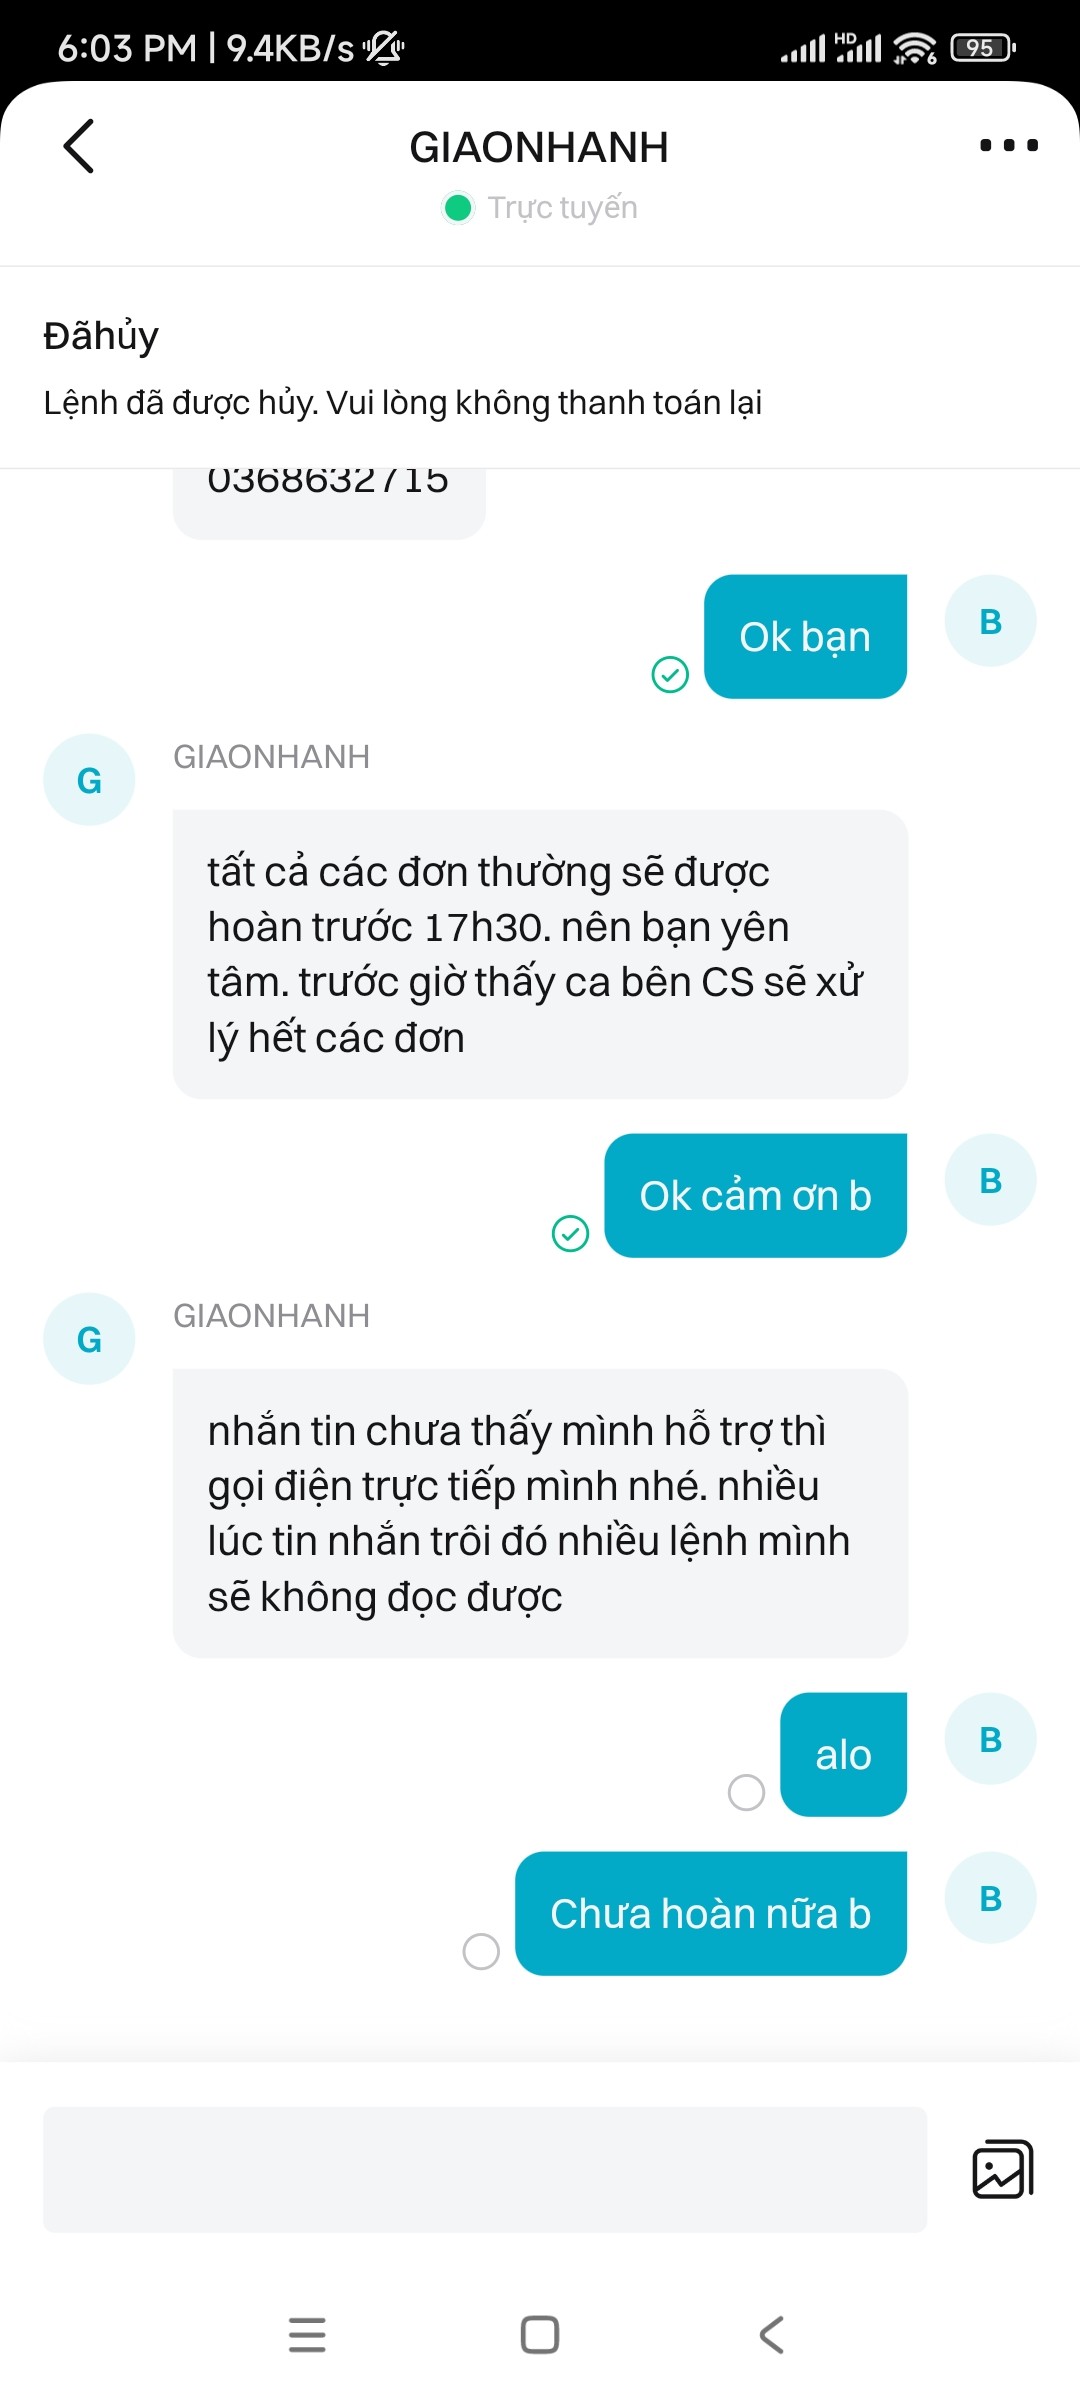 6:03 PM | 9.4KB/s
HD
6
95
GIAONHANH
Trực tuyến
Đãhủy
Lệnh đã được hủy. Vui lòng không thanh toán lại
0368632715
Ok bạn
B
GIAONHANH
G
tất cả các đơn thường sẽ được
hoàn trước 17h30. nên bạn yên
tâm. trước giờ thấy ca bên CS sẽ xử
lý hết các đơn
Ok cảm ơn b
B
GIAONHANH
G
nhắn tin chưa thấy mình hỗ trợ thì
gọi điện trực tiếp mình nhé. nhiều
lúc tin nhắn trôi đó nhiều lệnh mình
sẽ không đọc được
alo
B
Chưa hoàn nữa b
B